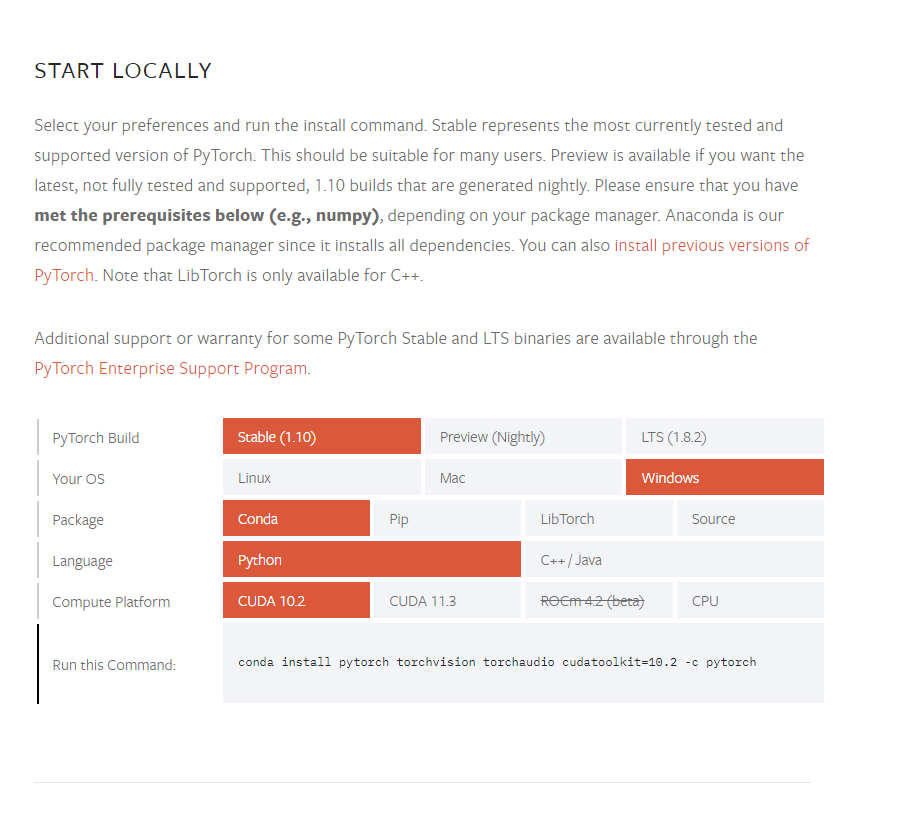 START LOCALLY
Select your preferences and run the install command. Stable represents the most currently tested and
supported version of PyTorch. This should be suitable for many users. Preview is available if you want the
latest, not fully tested and supported, 1.10 builds that are generated nightly. Please ensure that you have
met the prerequisites below (e.g., numpy), depending on your package manager. Anaconda is our
recommended package manager since it installs all dependencies. You can also install previous versions of
PyTorch. Note that LibTorch is only available for C++.
Additional support or warranty for some PyTorch Stable and LTS binaries are available through the
PyTorch Enterprise Support Program.
PyTorch Build Stable (1.10) Preview (Nightly) LTS (1.8.2)
Your OS Linux Mac Windows
Package Conda Pip LibTorch Source
Language Python C++ / Java
Compute Platform CUDA 10.2 CUDA 11.3 ROCm 4.2 (beta) CPU
Run this Command: conda install pytorch torchvision torchaudio cudatoolkit=10.2 -c pytorch